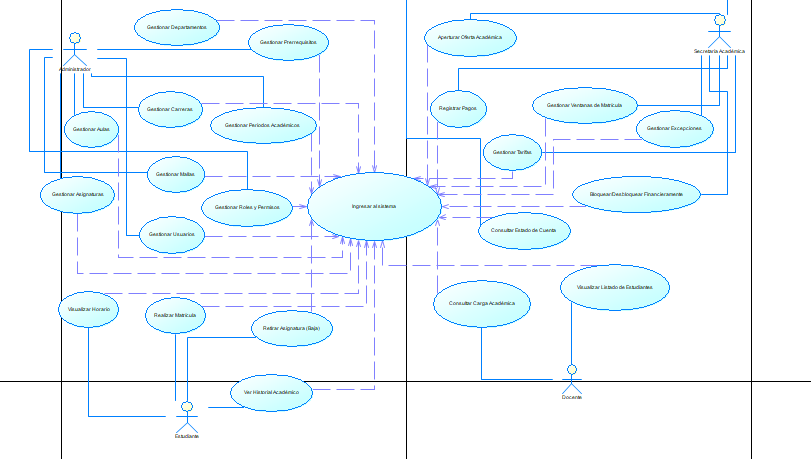 Gestionar Departamentos
Gestionar Prerrequisitos
Aperturar Oferta Académica
Secretaría Académica
Administrador
Gestionar Carreras
Gestionar Periodos Académicos
Registrar Pagos
Gestionar Ventanas de Matrícula
Gestionar Aulas
Gestionar Excepciones
Gestionar Tarifas
Gestionar Mallas
Gestionar Asignaturas
Bloquear/Desbloquear Financieramente
Gestionar Roles y Permisos
Ingresar al sistema
Gestionar Usuarios
Consultar Estado de Cuenta
Visualizar Listado de Estudiantes
Visualizar Horario
Realizar Matrícula
Consultar Carga Académica
Retirar Asignatura (Baja)
Ver Historial Académico
Docente
Estudiante